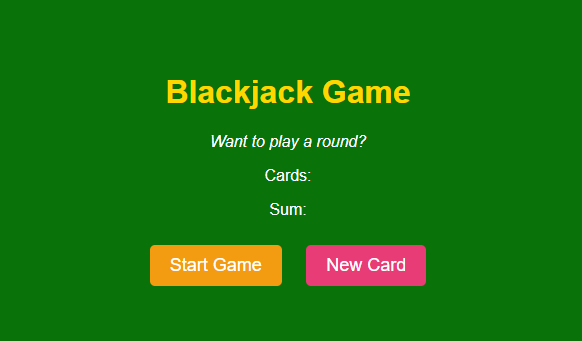 Blackjack Game
Want to play a round?
Cards:
Sum:
Start Game New Card